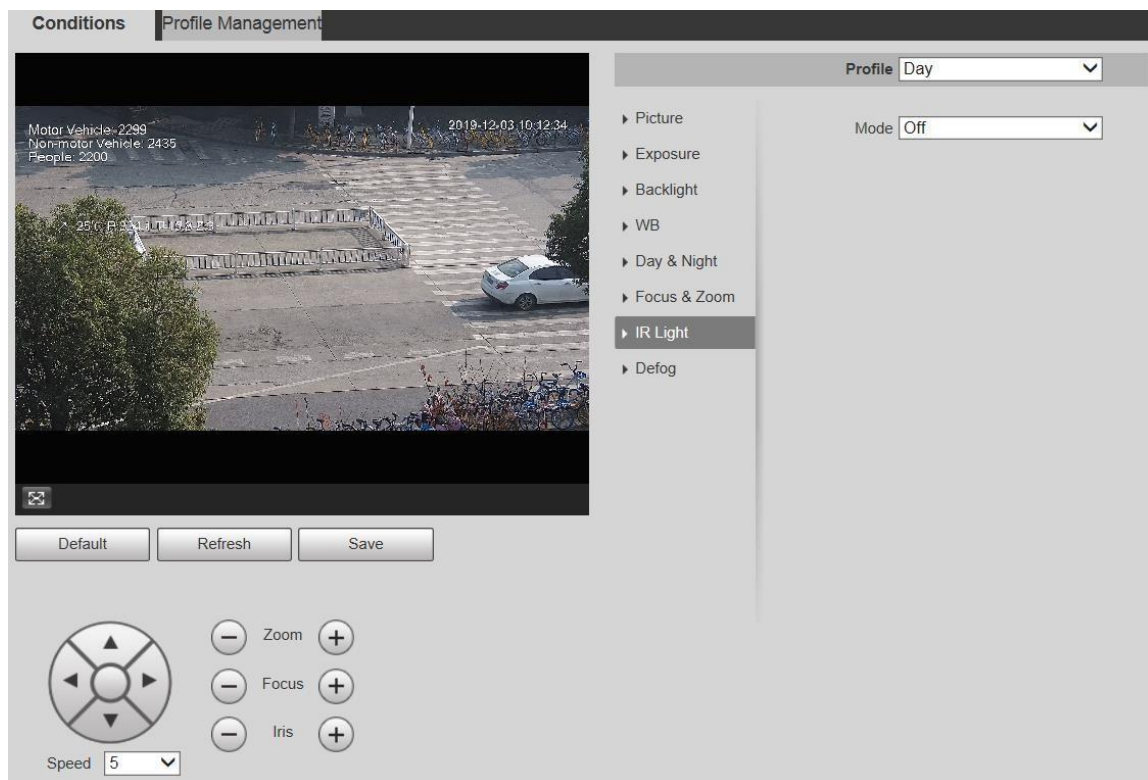 Conditions
Profile Management
Profile Day
Motor Vehicle: 2299
Non-motor Vehicle: 2435
People: 2200
2019-12-03 10:12:34
Picture
Exposure
Backlight
WB
Day & Night
Focus & Zoom
IR Light
Defog
Mode Off
Default Refresh Save
Zoom
Focus
Iris
Speed 5